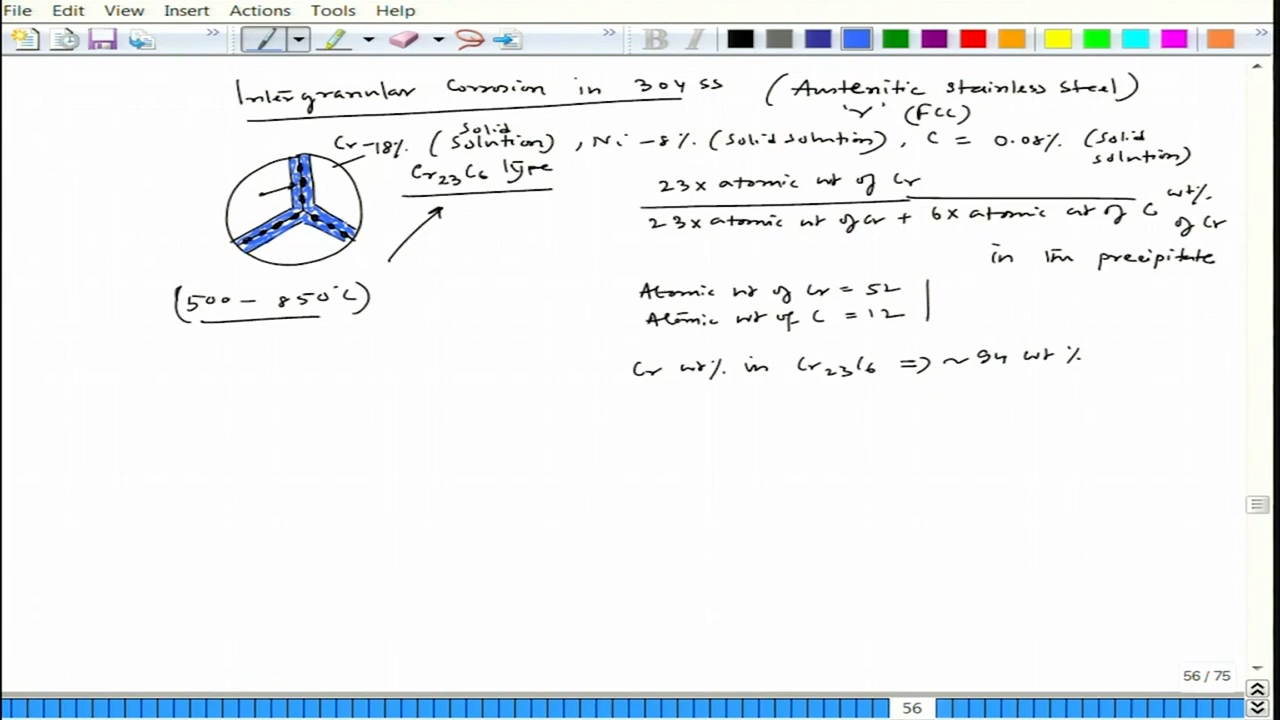 File Edit View Insert Actions Tools Help
Intergranular Corrosion in 304 SS (Austenitic stainless steel)
'γ' (FCC)
Cr-18% (Solid solution), Ni-8% (Solid solution), C = 0.08% (Solid solution)
Cr23C6 Type
23x atomic wt of Cr
23x atomic wt of Cr + 6x atomic wt of C
wt% of Cr
in the precipitate
(500 - 850°C)
Atomic wt of Cr = 52
Atomic wt of C = 12
Cr wt% in Cr23C6 => ~94 wt%
56 / 75
56